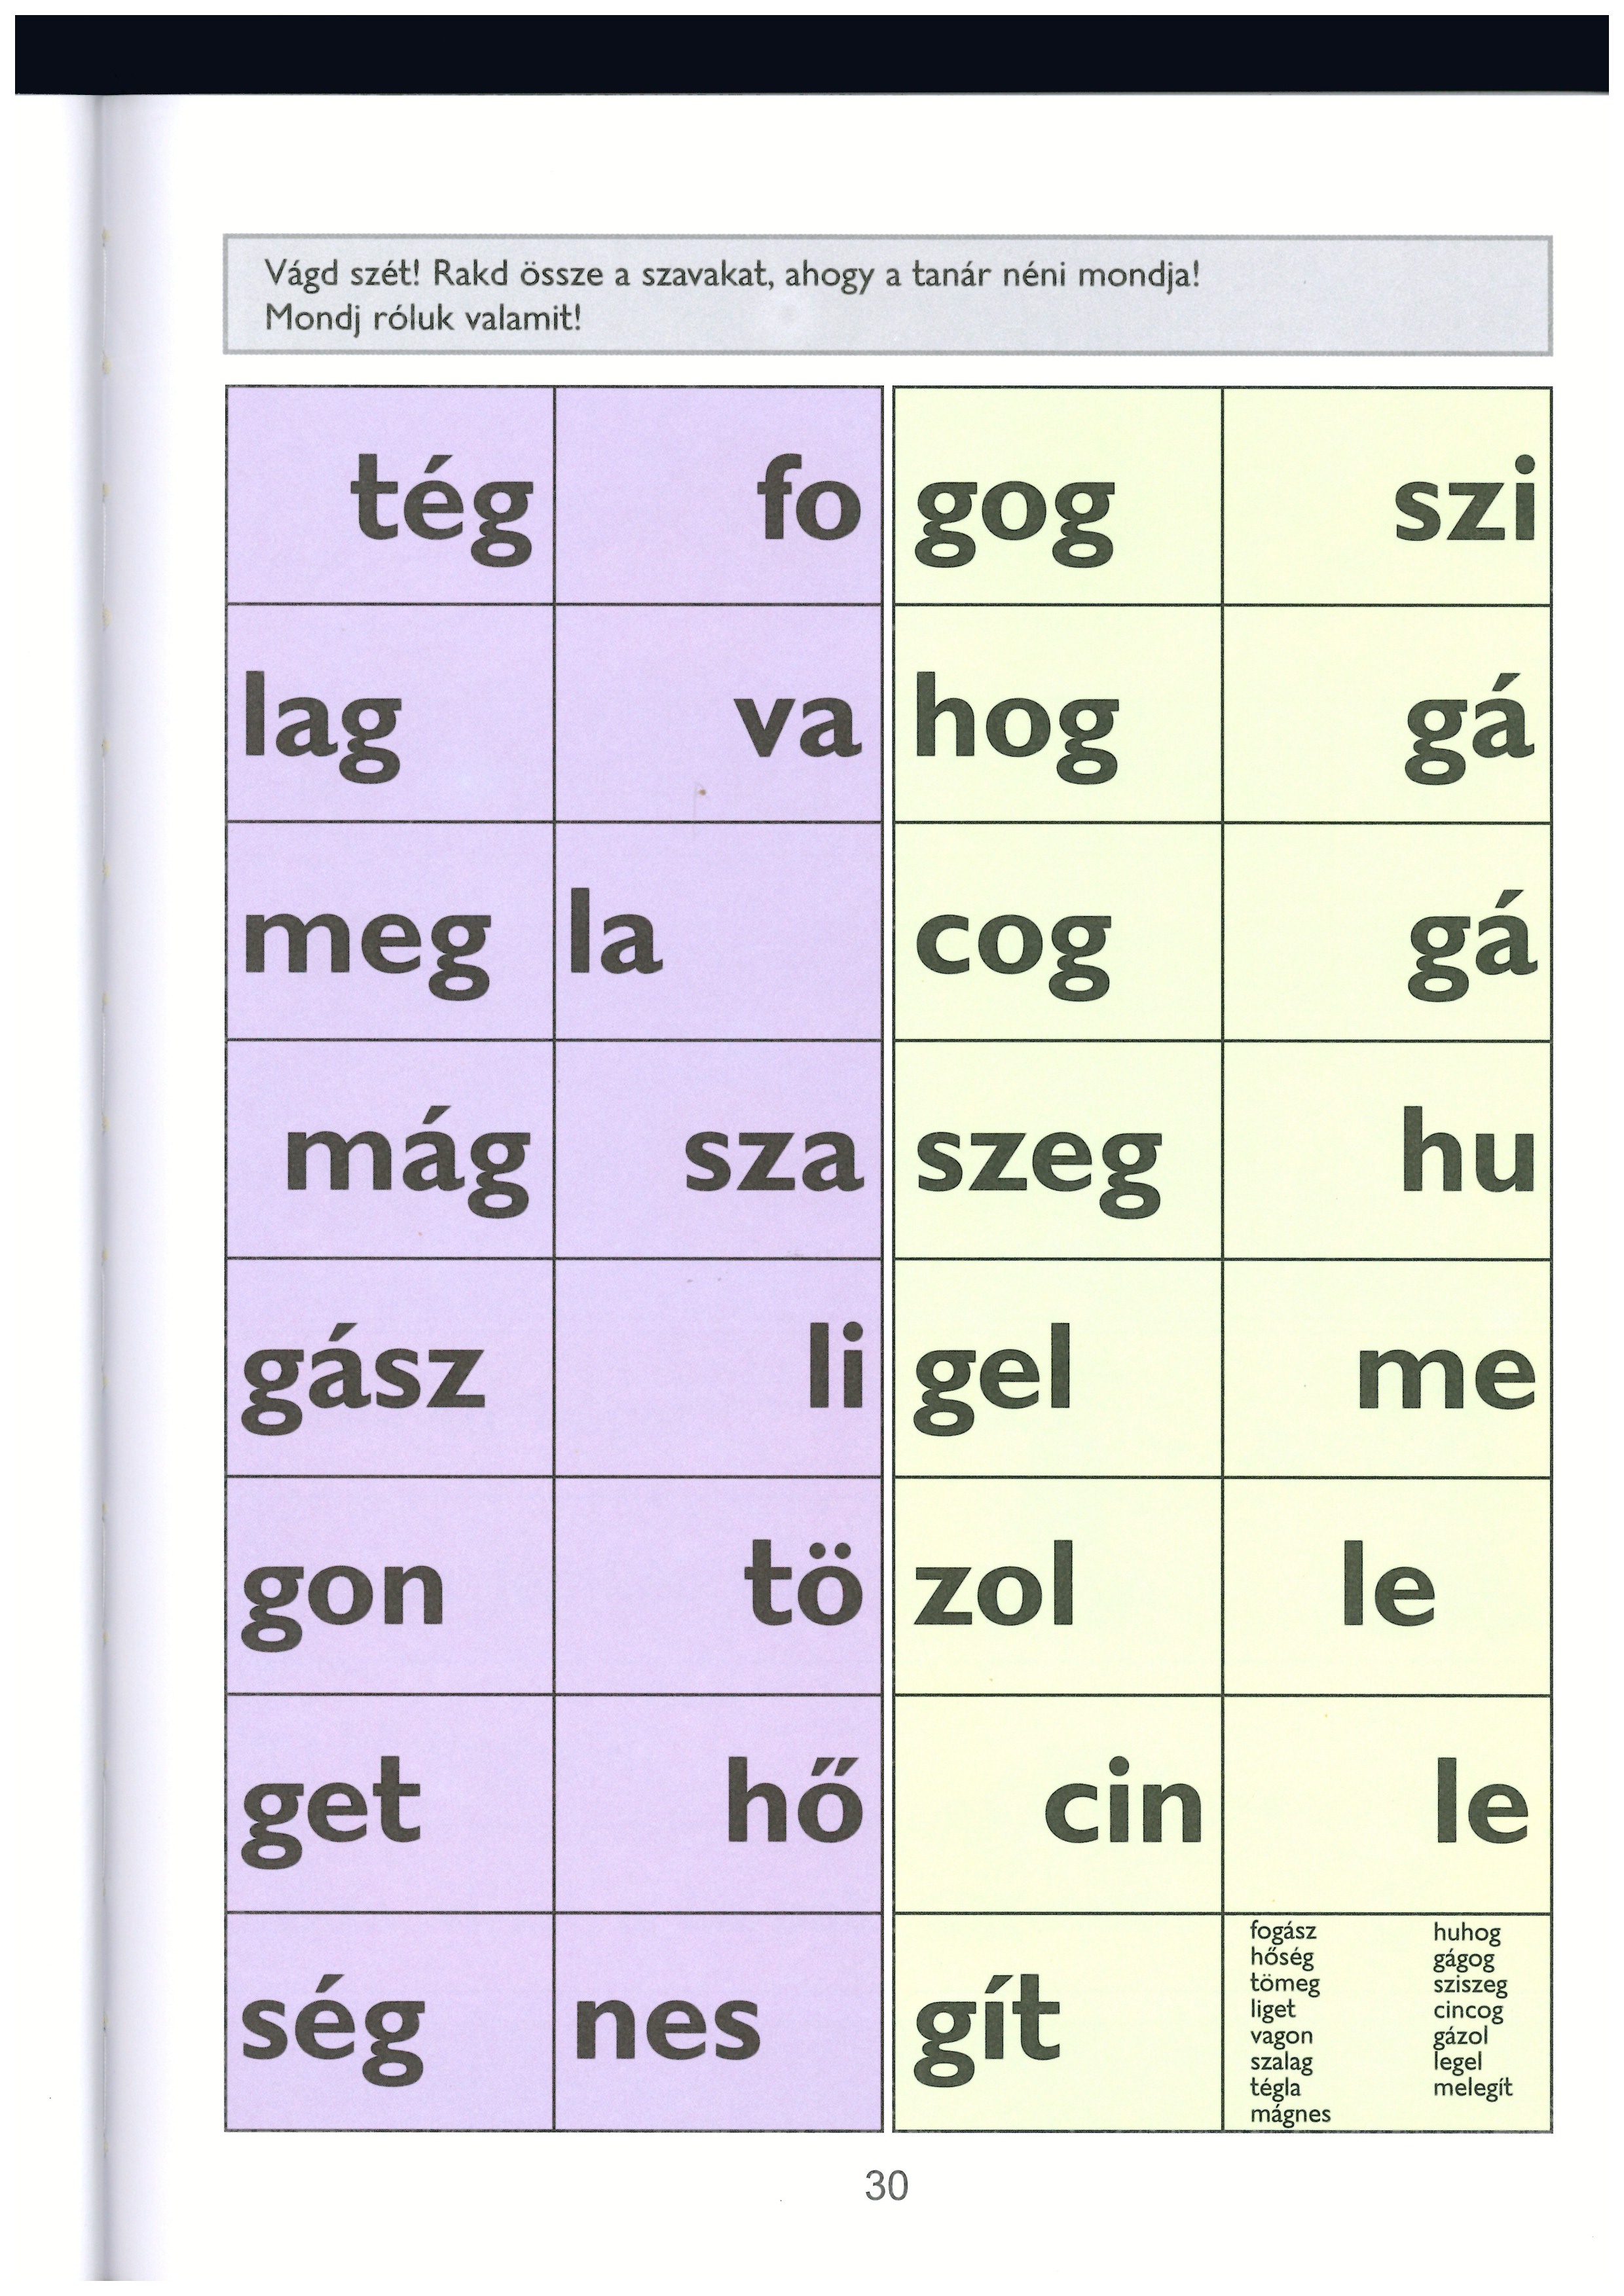 Vágd szét! Rakd össze a szavakat, ahogy a tanár néni mondja!
Mondj róluk valamit!
tég fo gog szi
lag va hog gá
meg la cog gá
mág sza szeg hu
gász li gel me
gon tö zol le
get hő cin le
ség nes gít
fogász huhog
hőség gágog
tömeg sziszeg
liget cincog
vagon gázol
szalag legel
tégla melegít
mágnes
30